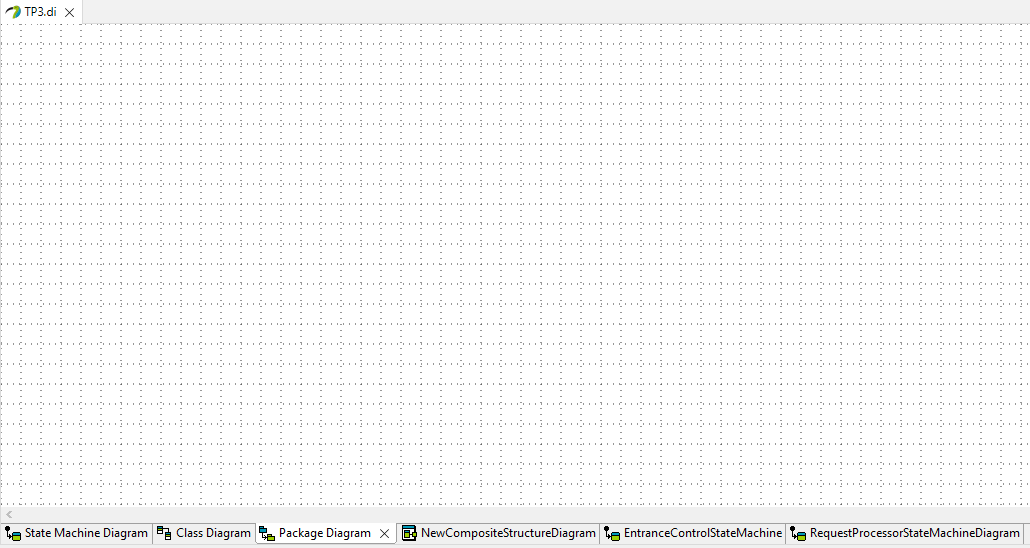 TP3.di
State Machine Diagram Class Diagram Package Diagram NewCompositeStructureDiagram EntranceControlStateMachine RequestProcessorStateMachineDiagram